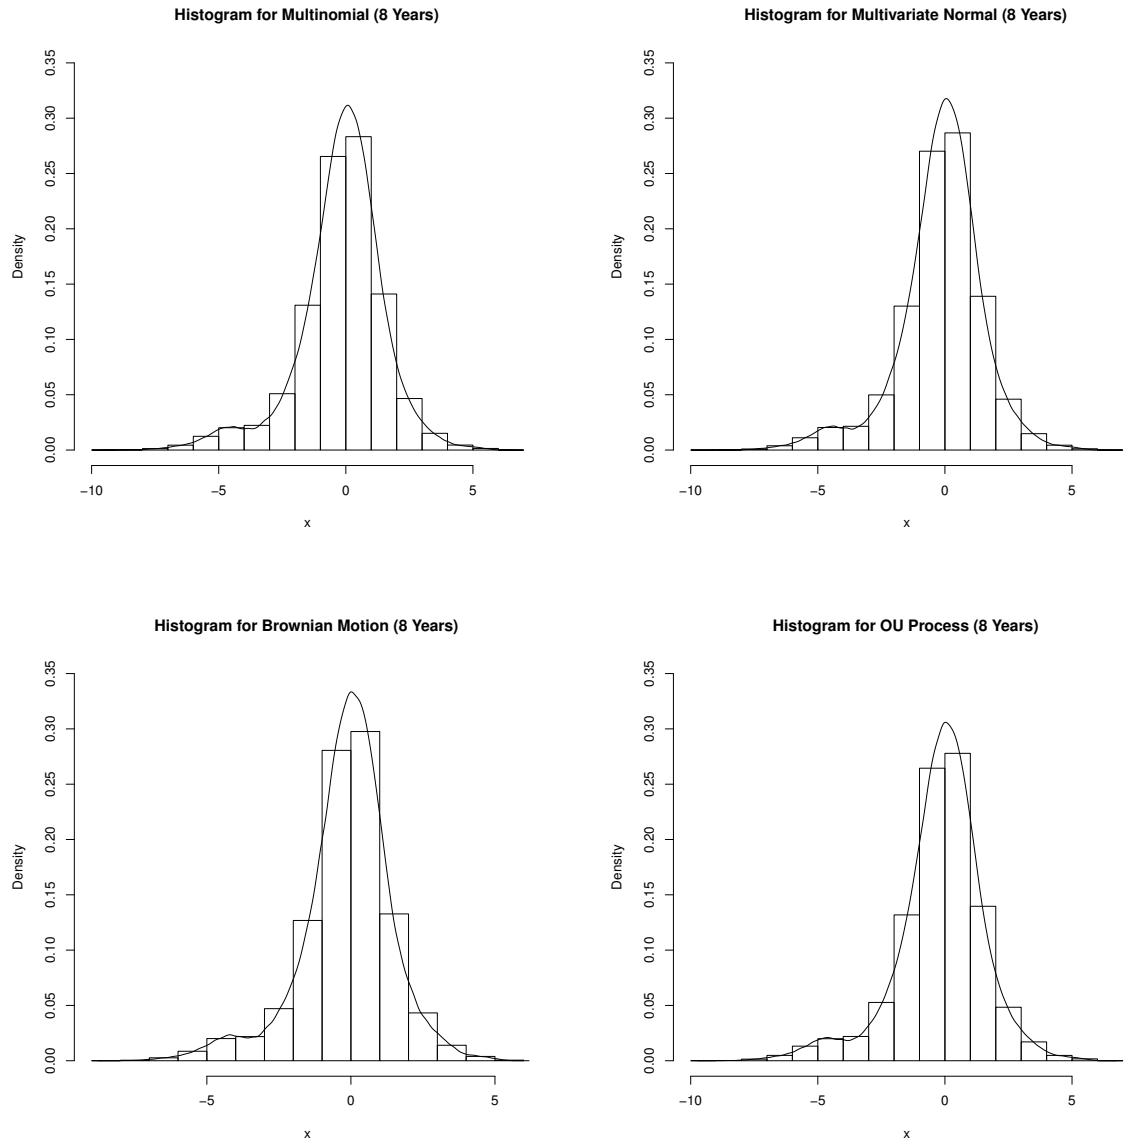 Histogram for Multinomial (8 Years)
Density
0.35
0.30
0.25
0.20
0.15
0.10
0.05
0.00
−10 −5 0 5
x
Histogram for Multivariate Normal (8 Years)
Density
0.35
0.30
0.25
0.20
0.15
0.10
0.05
0.00
−10 −5 0 5
x
Histogram for Brownian Motion (8 Years)
Density
0.35
0.30
0.25
0.20
0.15
0.10
0.05
0.00
−5 0 5
x
Histogram for OU Process (8 Years)
Density
0.35
0.30
0.25
0.20
0.15
0.10
0.05
0.00
−10 −5 0 5
x